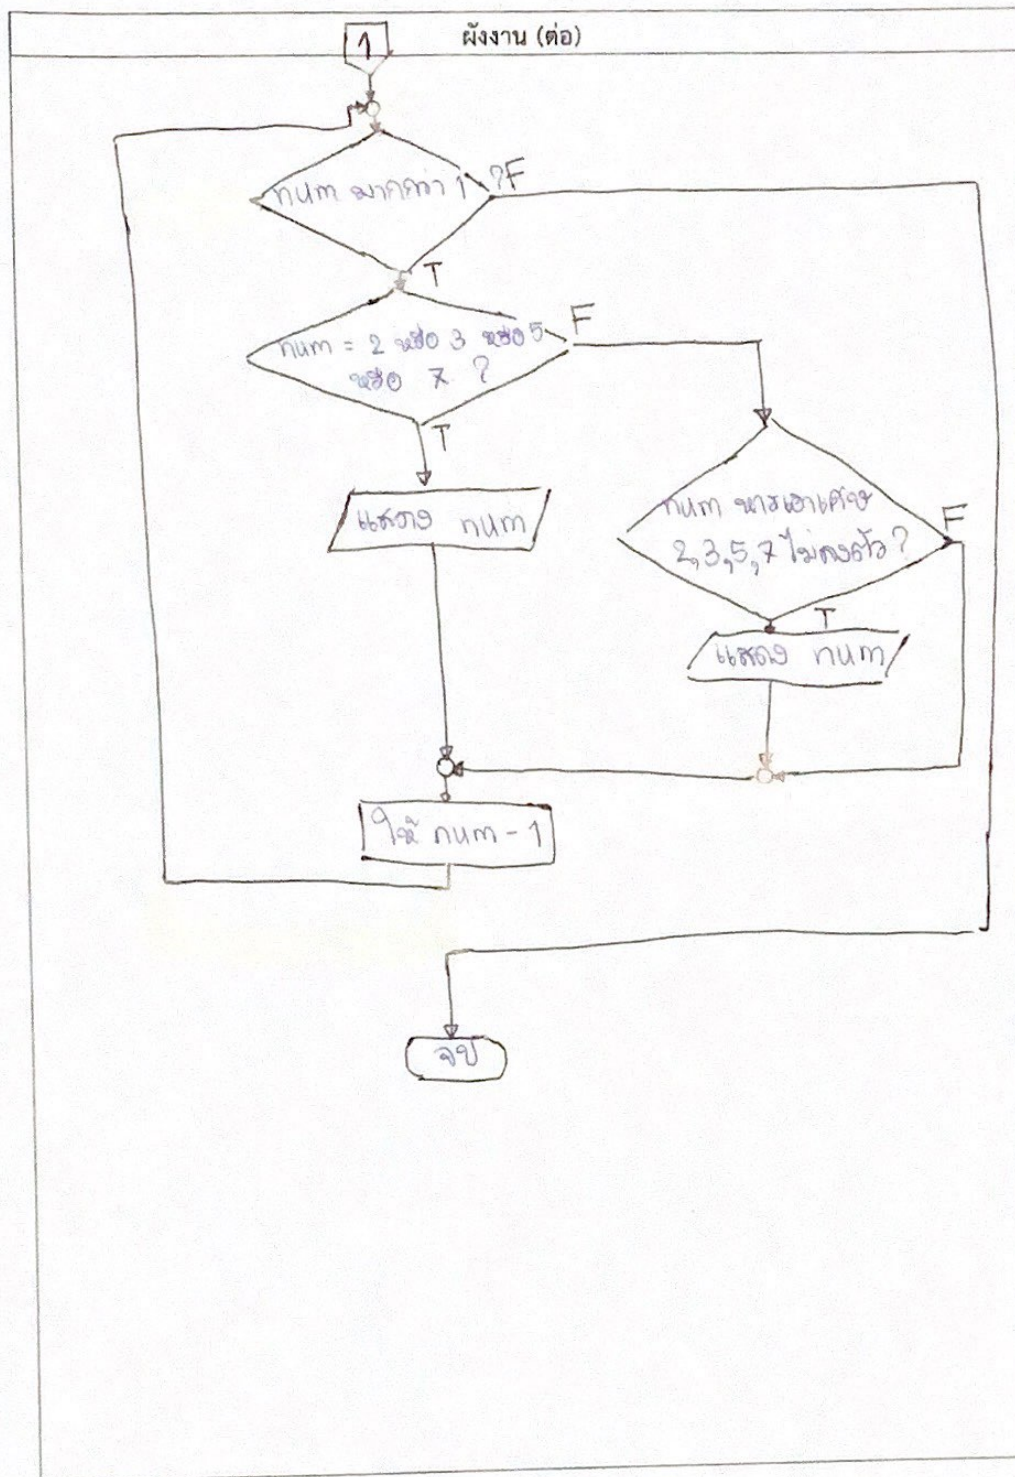 ผังงาน (ต่อ)
1
num มากกว่า 1 ?
F
T
num = 2 หรือ 3 หรือ 5
หรือ 7 ?
F
T
แสดง num
num หารเอาเศษ
2,3,5,7 ไม่ลงตัว ?
F
T
แสดง num
ให้ num - 1
จบ